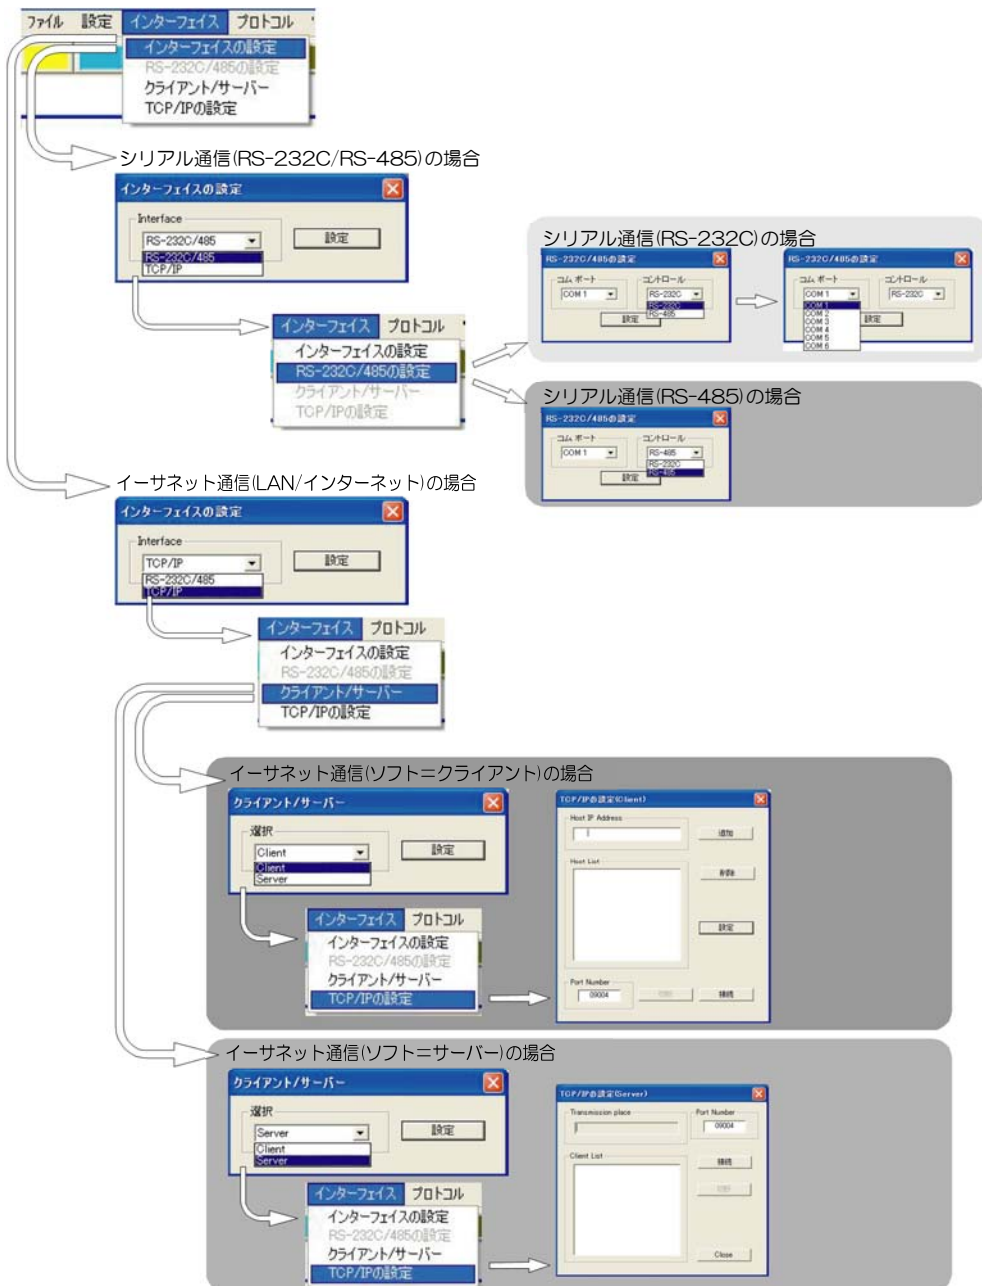 ファイル 設定 インターフェイス プロトコル
インターフェイスの設定
RS-232C/485の設定
クライアント/サーバー
TCP/IPの設定
シリアル通信(RS-232C/RS-485)の場合
インターフェイスの設定
Interface
RS-232C/485
設定
RS-232C/485
TCP/IP
インターフェイス プロトコル
インターフェイスの設定
RS-232C/485の設定
クライアント/サーバー
TCP/IPの設定
シリアル通信(RS-232C)の場合
RS-232C/485の設定
コム ポート
コントロール
COM 1
RS-232C
RS-232C
RS-485
設定
RS-232C/485の設定
コム ポート
コントロール
COM 1
RS-232C
COM 1
COM 2
COM 3
COM 4
COM 5
COM 6
設定
シリアル通信(RS-485)の場合
RS-232C/485の設定
コム ポート
コントロール
COM 1
RS-485
RS-232C
RS-485
設定
イーサネット通信(LAN/インターネット)の場合
インターフェイスの設定
Interface
TCP/IP
設定
RS-232C/485
TCP/IP
インターフェイス プロトコル
インターフェイスの設定
RS-232C/485の設定
クライアント/サーバー
TCP/IPの設定
イーサネット通信(ソフト＝クライアント)の場合
クライアント/サーバー
選択
Client
設定
Client
Server
インターフェイス プロトコル
インターフェイスの設定
RS-232C/485の設定
クライアント/サーバー
TCP/IPの設定
TCP/IPの設定(Client)
Host IP Address
追加
Host List
削除
設定
Port Number
09004
接続
イーサネット通信(ソフト＝サーバー)の場合
クライアント/サーバー
選択
Server
設定
Client
Server
インターフェイス プロトコル
インターフェイスの設定
RS-232C/485の設定
クライアント/サーバー
TCP/IPの設定
TCP/IPの設定(Server)
Transmission place
Port Number
09004
Client List
接続
Close